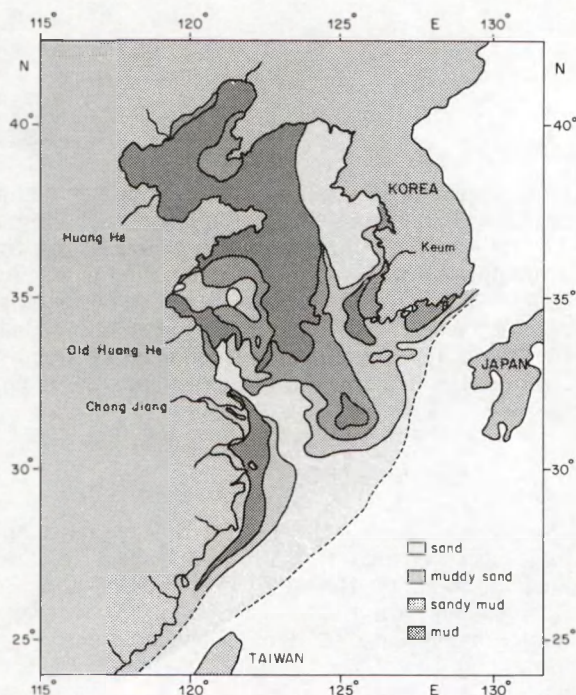 115° 120° 125° E 130°
N N
40° 40°
KOREA
Huang He
Keum
35° 35°
Old Huang He
JAPAN
Chang Jiang
30° 30°
sand
muddy sand
sandy mud
mud
25° 25°
TAIWAN
115° 120° 125° E 130°